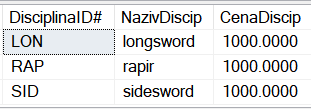 DisciplinaID# NazivDiscip CenaDiscip
LON longsword 1000.0000
RAP rapir 1000.0000
SID sidesword 1000.0000